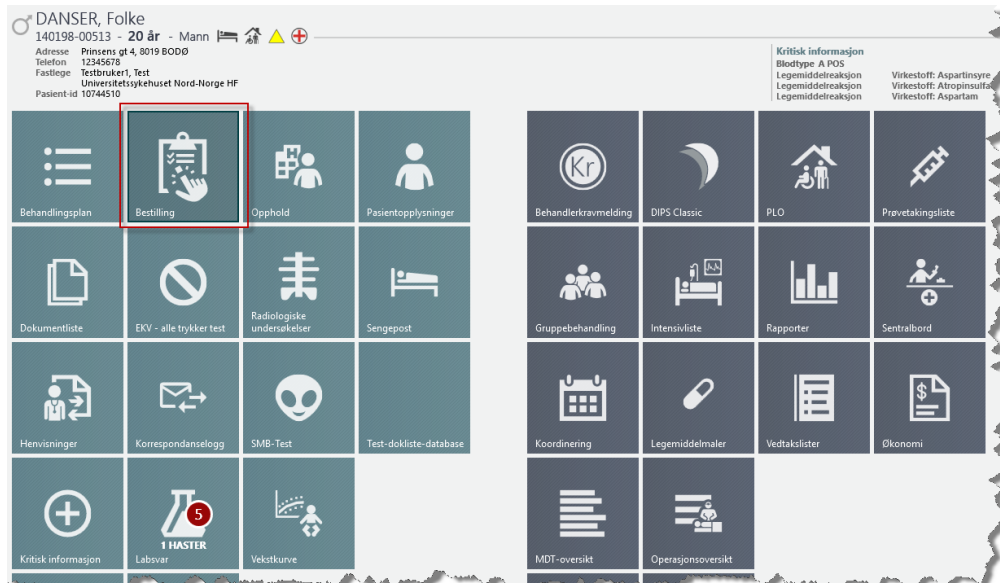 DANSER, Folke
140198-00513 - 20 år - Mann
Adresse Prinsens gt 4, 8019 BODØ
Telefon 12345678
Fastlege Testbruker1, Test
Universitetssykehuset Nord-Norge HF
Pasient-id 10744510
Kritisk informasjon
Blodtype A POS
Legemiddelreaksjon Virkestoff: Aspartinsyre
Legemiddelreaksjon Virkestoff: Atropinsulfa
Legemiddelreaksjon Virkestoff: Aspartam
H
Kr
Behandlingsplan Bestilling Opphold Pasientopplysninger Behandlerkravmelding DIPS Classic PLO Prøvetakingsliste
Dokumentliste EKV - alle trykker test Radiologiske undersøkelser Sengepost Gruppebehandling Intensivliste Rapporter Sentralbord
$
Henvisninger Korrespondanselogg SMB-Test Test-dokliste-database Koordinering Legemiddelmaler Vedtakslister Økonomi
5
1 HASTER
Kritisk informasjon Labsvar Vekstkurve MDT-oversikt Operasjonsoversikt